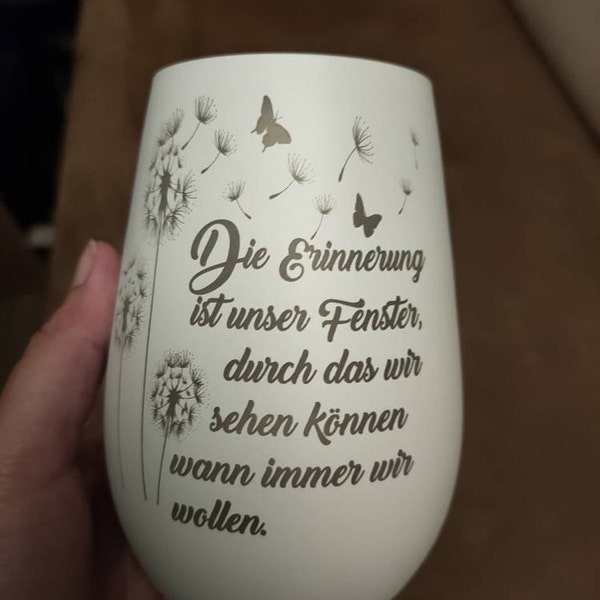 Die Erinnerung
ist unser Fenster,
durch das wir
sehen können
wann immer wir
wollen.